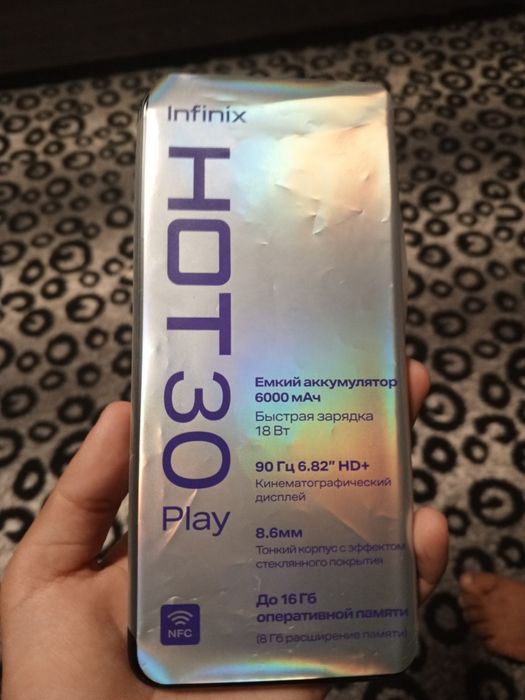 Infinix
HOT 30
Play
Емкий аккумулятор
6000 мАч
Быстрая зарядка
18 Вт
90 Гц 6.82" HD+
Кинематографический
дисплей
8.6мм
Тонкий корпус с эффектом
стеклянного покрытия
До 16 Гб
оперативной памяти
(8 Гб расширение памяти)
NFC